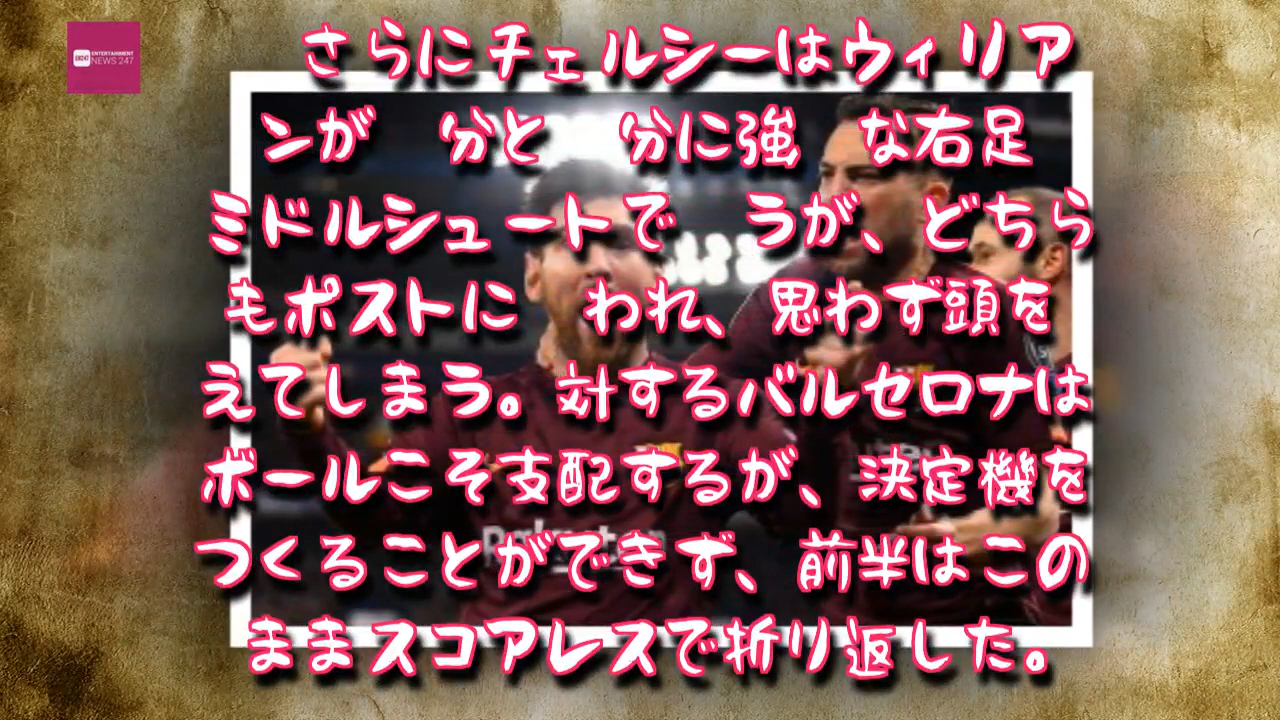 ENTERTAINMENT
NEWS 247
さらにチェルシーはウィリア
ンが　分と　分に強　な右足
ミドルシュートで　うが、どちら
もポストに　われ、思わず頭を
えてしまう。対するバルセロナは
ボールこそ支配するが、決定機を
つくることができず、前半はこの
ままスコアレスで折り返した。